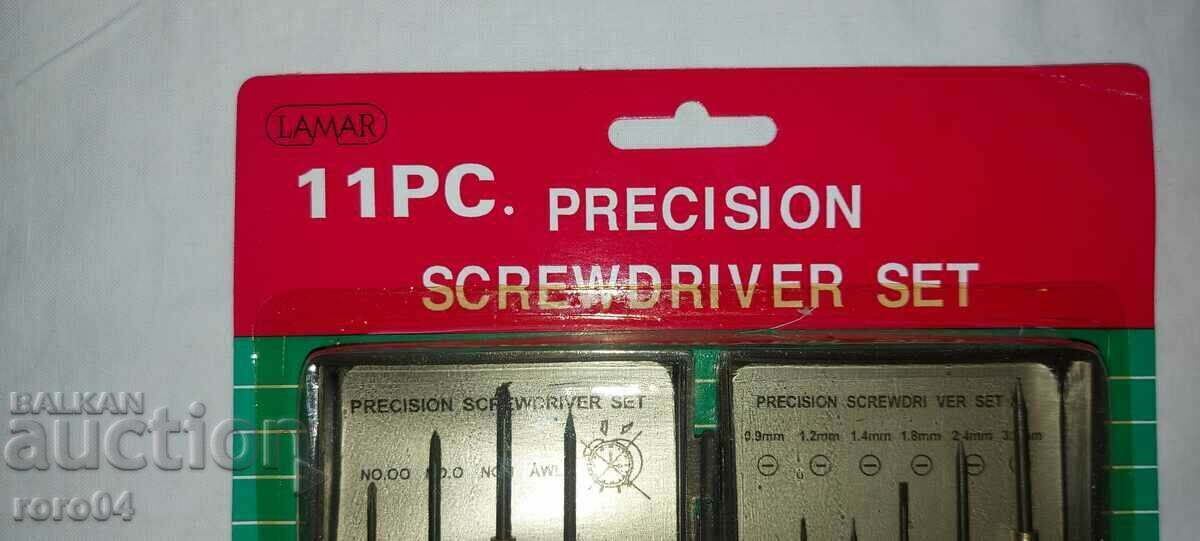 LAMAR
11PC. PRECISION
SCREWDRIVER SET
PRECISION SCREWDRIVER SET
NO.OO NO.O AWL
PRECISION SCREWDRI VER SET
0.9mm 1.2mm 1.4mm 1.8mm 2.4mm
BALKAN
auction
roro04